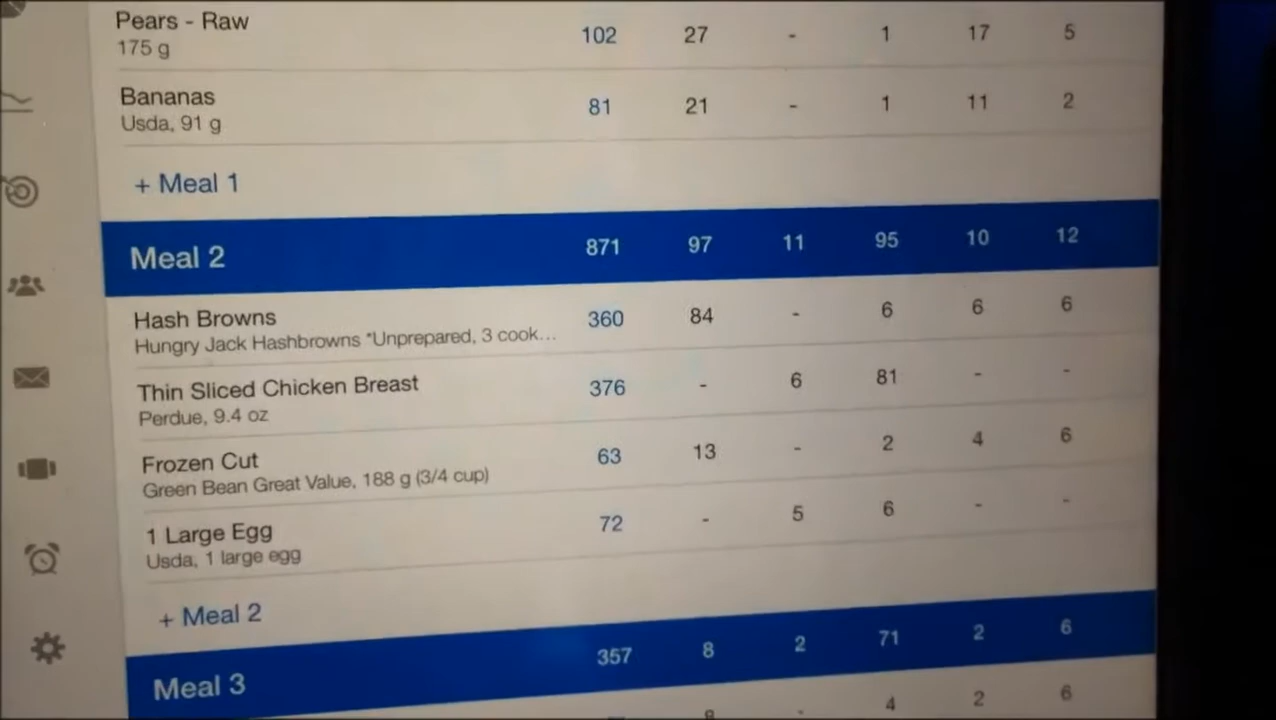 Pears - Raw 102 27 - 1 17 5
175 g
Bananas 81 21 - 1 11 2
Usda, 91 g
+ Meal 1
Meal 2 871 97 11 95 10 12
Hash Browns 360 84 - 6 6 6
Hungry Jack Hashbrowns *Unprepared, 3 cook...
Thin Sliced Chicken Breast 376 - 6 81 - -
Perdue, 9.4 oz
Frozen Cut 63 13 - 2 4 6
Green Bean Great Value, 188 g (3/4 cup)
1 Large Egg 72 - 5 6 - -
Usda, 1 large egg
+ Meal 2
Meal 3 357 8 2 71 2 6
8 - 4 2 6